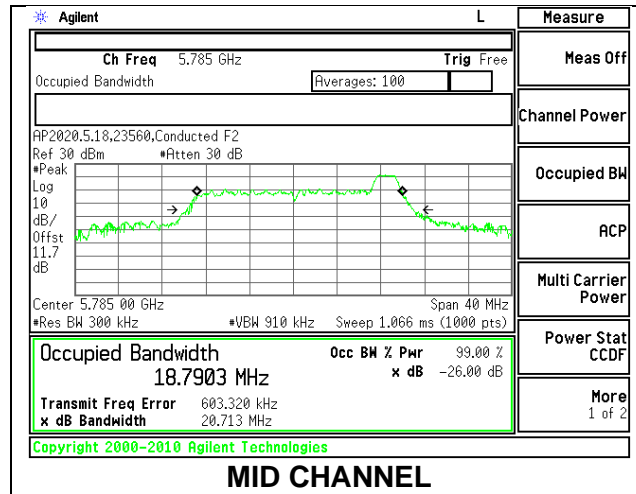 Agilent L Measure
Ch Freq 5.785 GHz Trig Free
Meas Off
Occupied Bandwidth Averages: 100
Channel Power
AP2020.5.18,23560,Conducted F2
Ref 30 dBm #Atten 30 dB
#Peak
Log
10
dB/
Offst
11.7
dB
Occupied BW
ACP
Multi Carrier
Power
Center 5.785 00 GHz Span 40 MHz
#Res BW 300 kHz #VBW 910 kHz Sweep 1.066 ms (1000 pts)
Power Stat
CCDF
Occupied Bandwidth Occ BW % Pwr 99.00 %
18.7903 MHz x dB -26.00 dB
Transmit Freq Error 603.320 kHz
x dB Bandwidth 20.713 MHz
More
1 of 2
Copyright 2000-2010 Agilent Technologies
MID CHANNEL